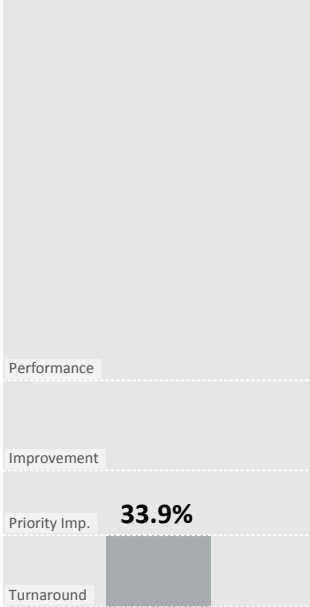 Performance
Improvement
33.9%
Priority Imp.
Turnaround